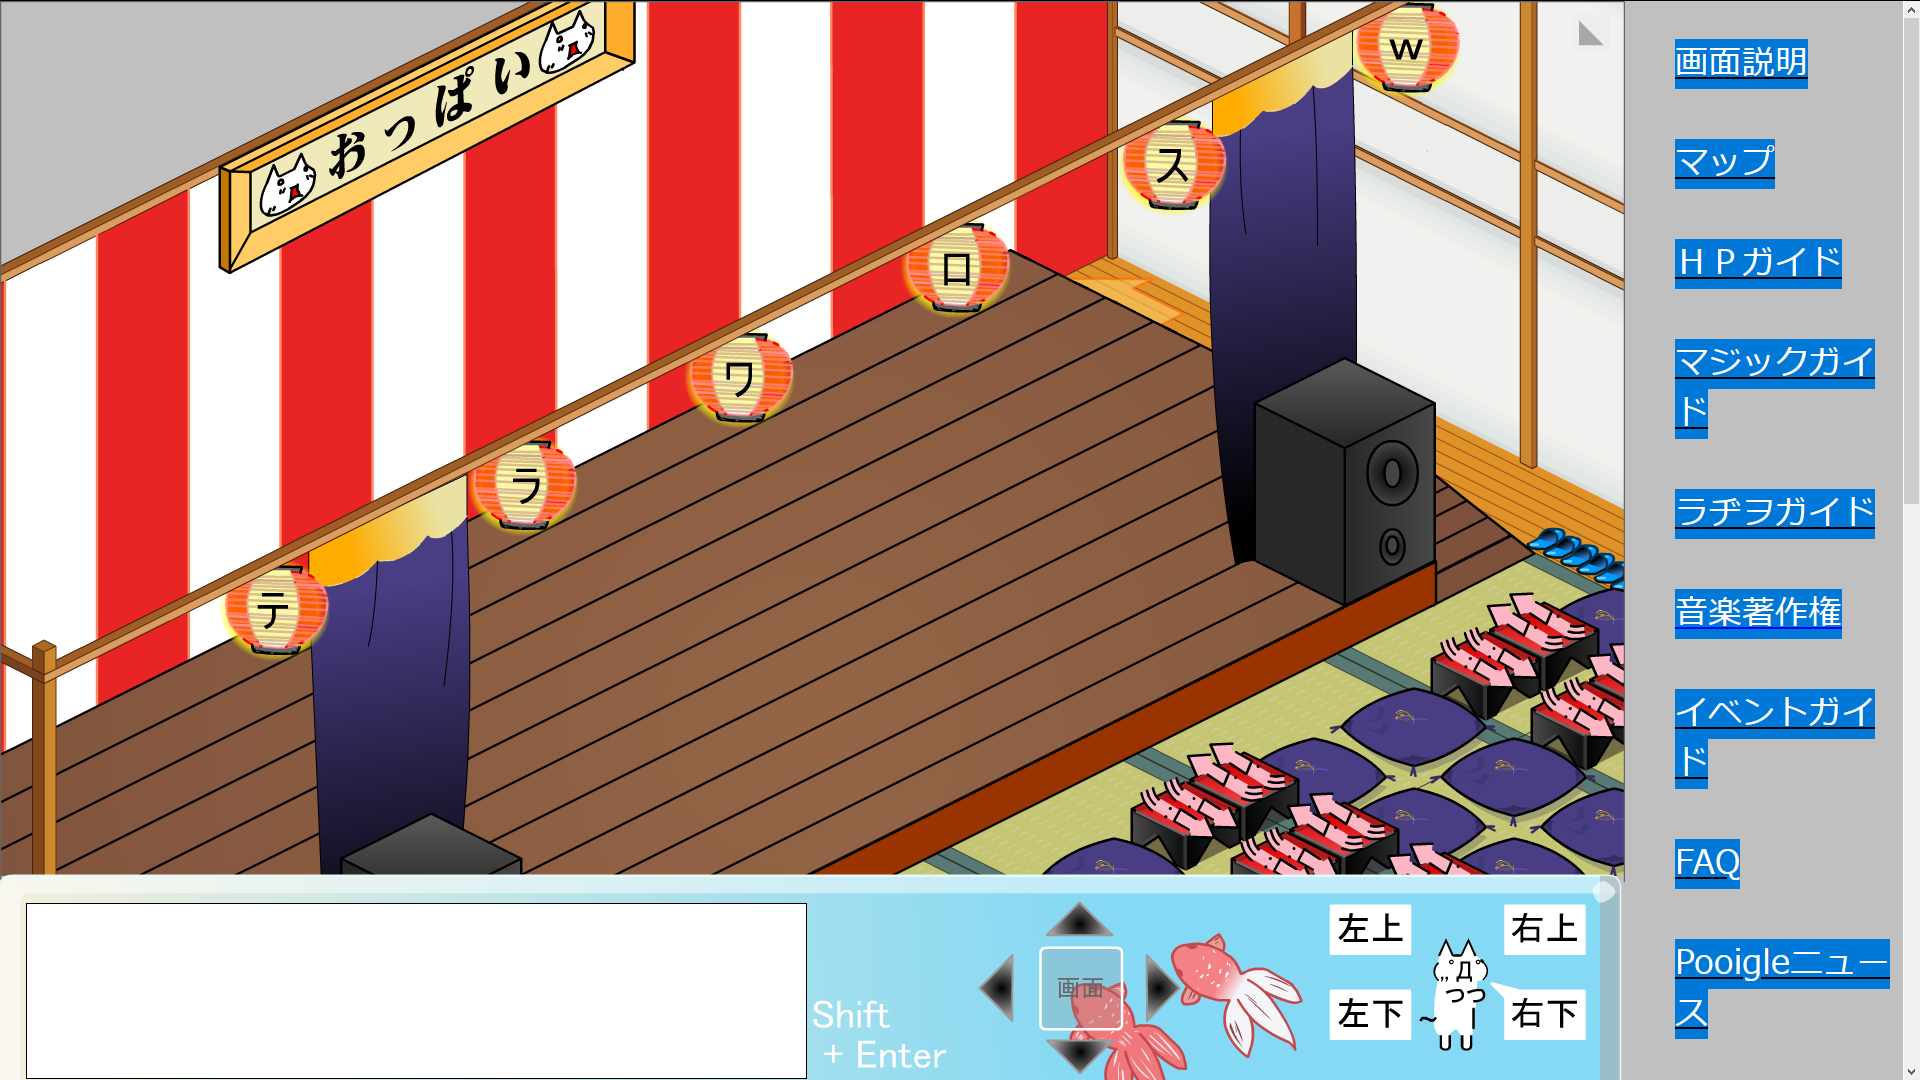 おっぱい
テ
ラ
ワ
ロ
ス
w
画面説明
マップ
ＨＰガイド
マジックガイ
ド
ラヂヲガイド
音楽著作権
イベントガイ
ド
FAQ
Pooigleニュー
ス
Shift
+ Enter
画面
左上
右上
左下
右下